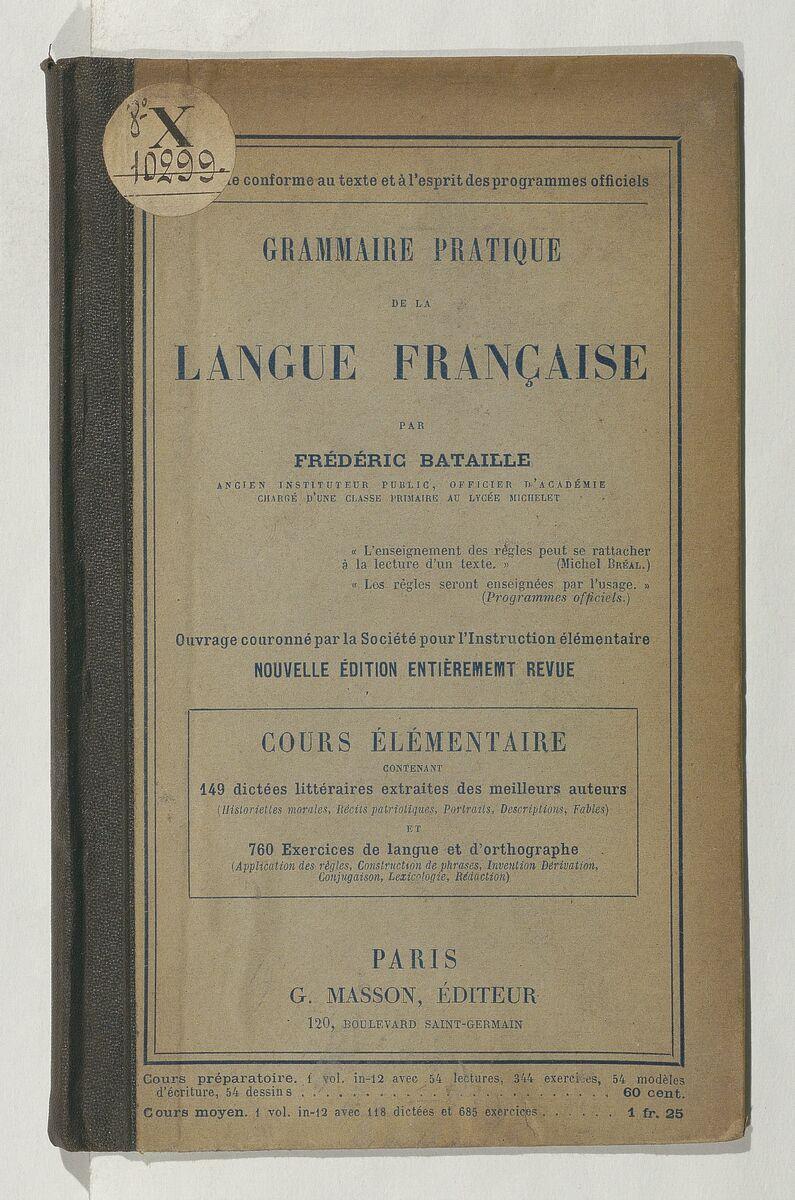 8º
X
10299.
conforme au texte et à l'esprit des programmes officiels
GRAMMAIRE PRATIQUE
DE LA
LANGUE FRANÇAISE
PAR
FRÉDÉRIC BATAILLE
ANCIEN INSTITUTEUR PUBLIC, OFFICIER D'ACADÉMIE
CHARGÉ D'UNE CLASSE PRIMAIRE AU LYCÉE MICHELET
« L'enseignement des règles peut se rattacher
à la lecture d'un texte. » (Michel BRÉAL.)
« Les règles seront enseignées par l'usage. »
(Programmes officiels.)
Ouvrage couronné par la Société pour l'Instruction élémentaire
NOUVELLE ÉDITION ENTIÈREMEMT REVUE
COURS ÉLÉMENTAIRE
CONTENANT
149 dictées littéraires extraites des meilleurs auteurs
(Historiettes morales, Récits patriotiques, Portraits, Descriptions, Fables)
ET
760 Exercices de langue et d'orthographe
(Application des règles, Construction de phrases, Invention Dérivation,
Conjugaison, Lexicologie, Rédaction)
PARIS
G. MASSON, ÉDITEUR
120, BOULEVARD SAINT-GERMAIN
Cours préparatoire. 1 vol. in-12 avec 54 lectures, 344 exercices, 54 modèles
d'écriture, 54 dessins . . . . . . . . . . . . . . . . . . . . . . . 60 cent.
Cours moyen. 1 vol. in-12 avec 118 dictées et 685 exercices . . . . . . 1 fr. 25